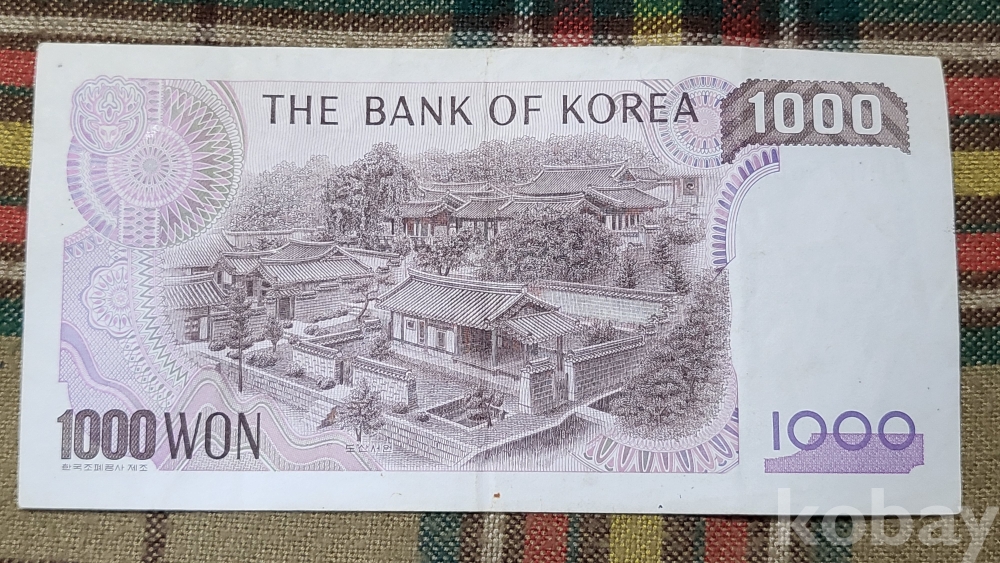 THE BANK OF KOREA
1000
1000 WON
한국조폐공사 제조
도산서원
1000
kobay